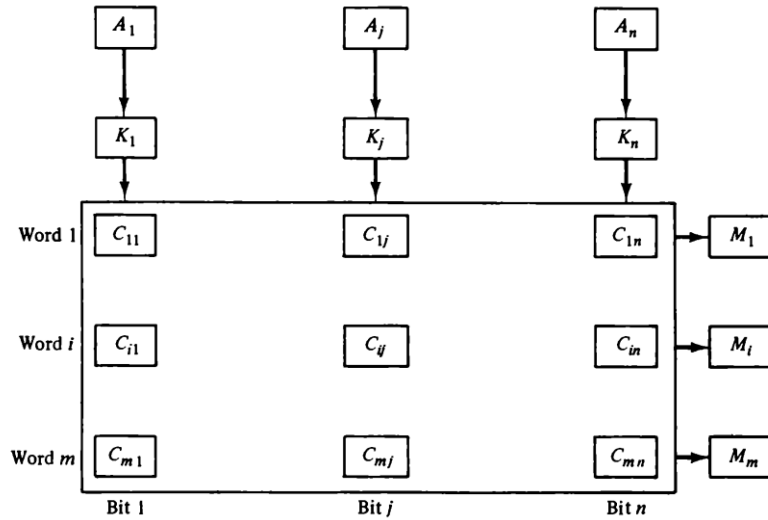 A1 Aj An
K1 Kj Kn
Word 1 C11 C1j C1n M1
Word i Ci1 Cij Cin Mi
Word m Cm1 Cmj Cmn Mm
Bit 1 Bit j Bit n